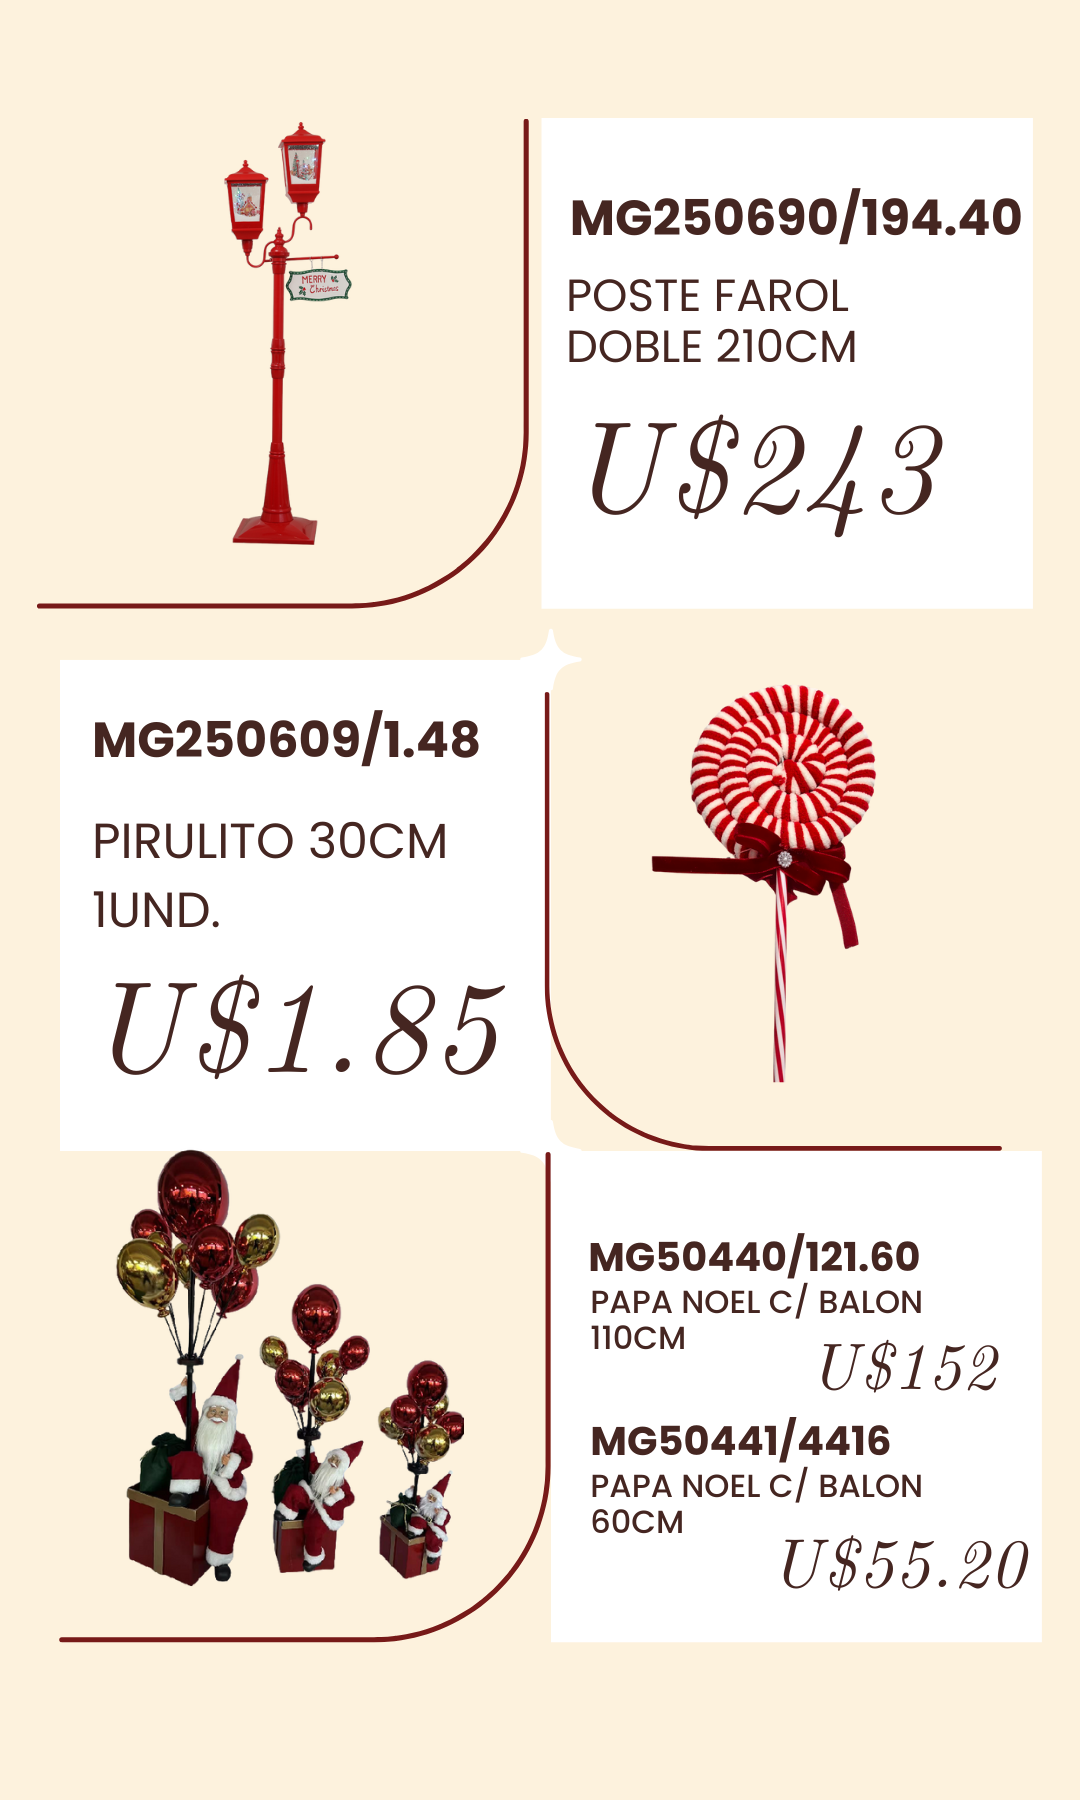 MERRY
Christmas
MG250690/194.40
POSTE FAROL
DOBLE 210CM
U$243
MG250609/1.48
PIRULITO 30CM
1UND.
U$1.85
MG50440/121.60
PAPA NOEL C/ BALON
110CM
U$152
MG50441/4416
PAPA NOEL C/ BALON
60CM
U$55.20